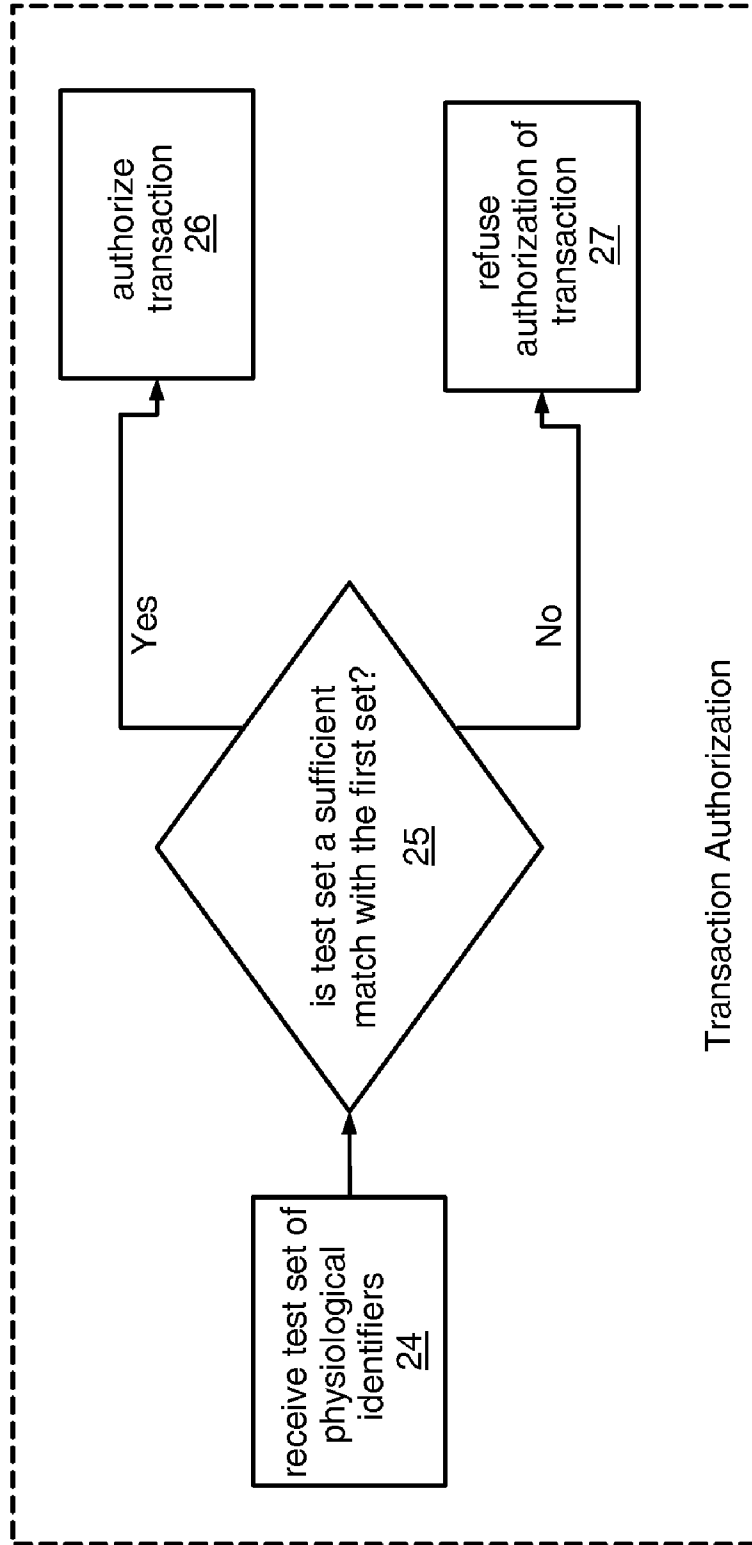 receive test set of
physiological
identifiers
24
is test set a sufficient
match with the first set?
25
Yes
authorize
transaction
26
No
refuse
authorization of
transaction
27
Transaction Authorization